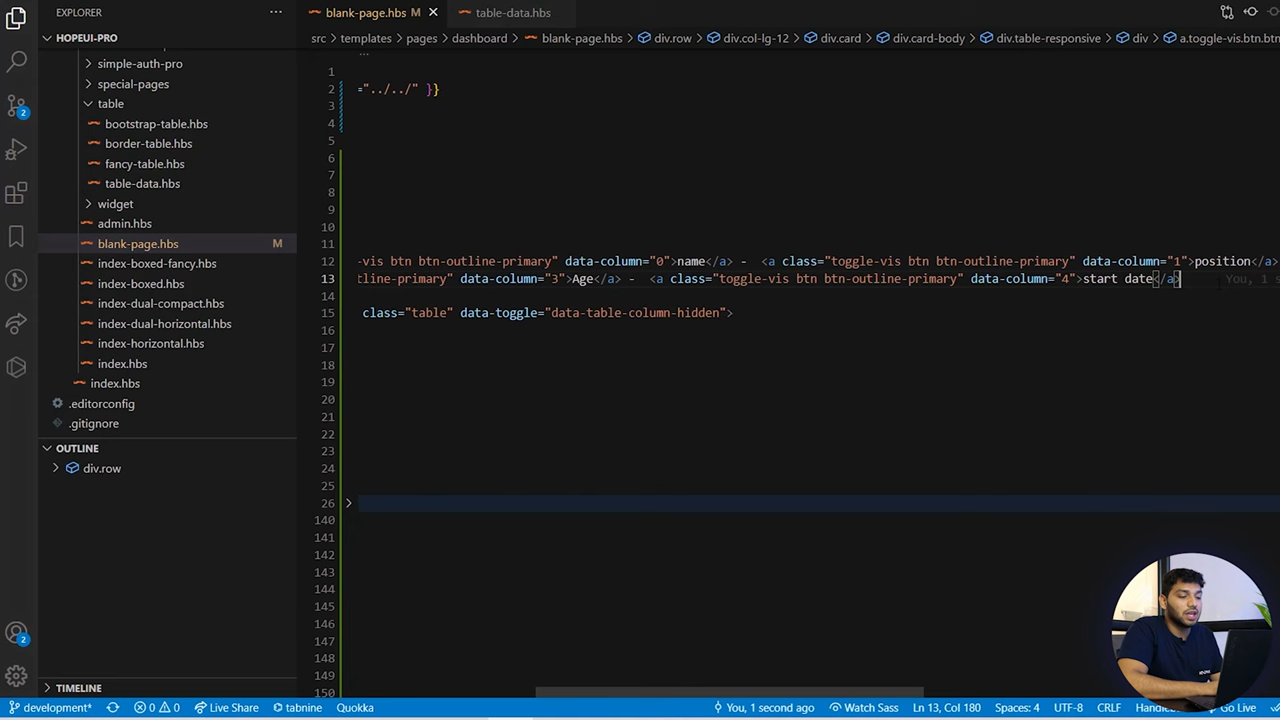 EXPLORER
HOPEUI-PRO
simple-auth-pro
special-pages
table
bootstrap-table.hbs
border-table.hbs
fancy-table.hbs
table-data.hbs
widget
admin.hbs
blank-page.hbs M
index-boxed-fancy.hbs
index-boxed.hbs
index-dual-compact.hbs
index-dual-horizontal.hbs
index-horizontal.hbs
index.hbs
index.hbs
.editorconfig
.gitignore
OUTLINE
div.row
TIMELINE
2
2
blank-page.hbs M
table-data.hbs
src > templates > pages > dashboard > blank-page.hbs > div.row > div.col-lg-12 > div.card > div.card-body > div.table-responsive > div > a.toggle-vis.btn.btn
1
2 ="../../" }}
3
4
5
6
7
8
9
10
11
12 -vis btn btn-outline-primary" data-column="0">name</a> - <a class="toggle-vis btn btn-outline-primary" data-column="1">position</a>
13 tline-primary" data-column="3">Age</a> - <a class="toggle-vis btn btn-outline-primary" data-column="4">start date</a> You, 1 s
14
15 class="table" data-toggle="data-table-column-hidden">
16
17
18
19
20
21
22
23
24
25
26
140
141
142
143
144
145
146
147
148
149
150
development* 0 0 Live Share tabnine Quokka You, 1 second ago Watch Sass Ln 13, Col 180 Spaces: 4 UTF-8 CRLF Handleb Go Live